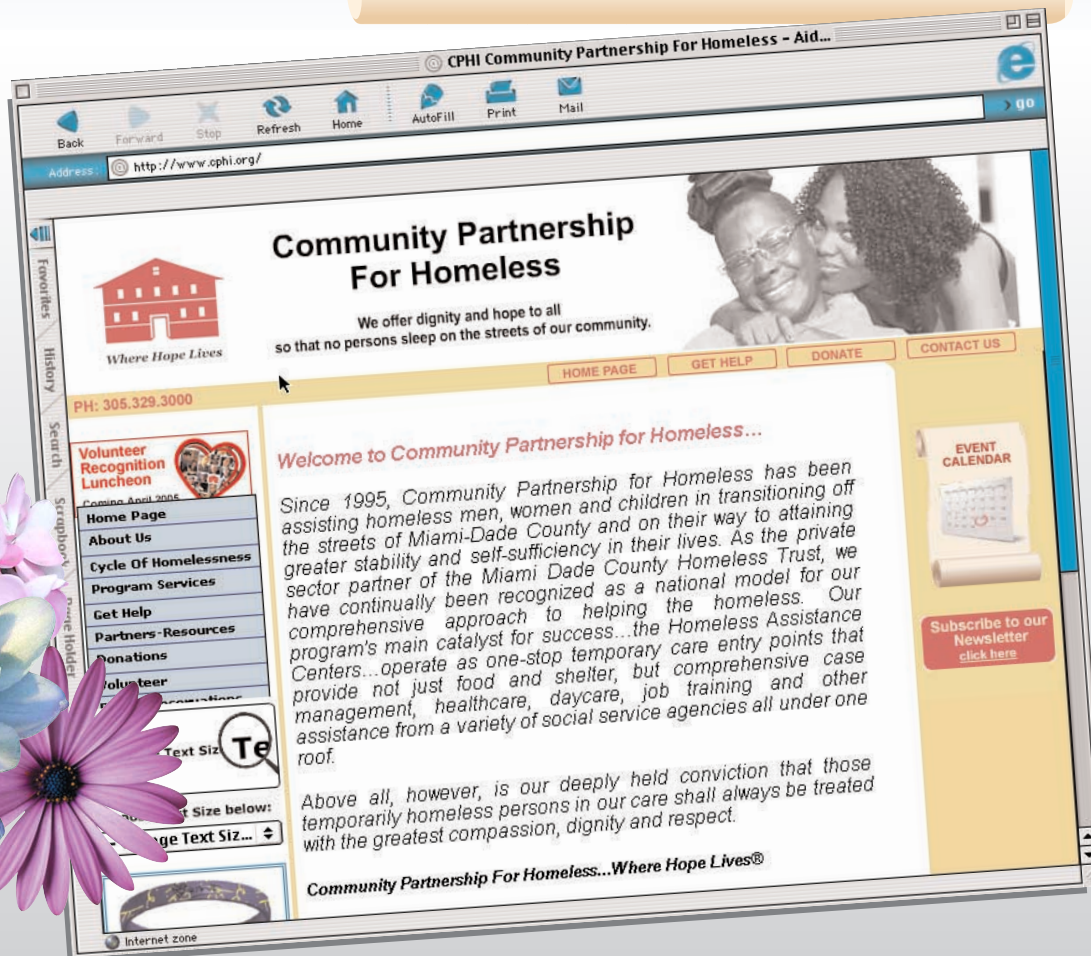 CPHI Community Partnership For Homeless - Aid...
Back
Forward
Stop
Refresh
Home
AutoFill
Print
Mail
Address:
http://www.cphi.org/
go
Favorites
History
Search
Scrapbook
Page Holder
Where Hope Lives
Community Partnership
For Homeless
We offer dignity and hope to all
so that no persons sleep on the streets of our community.
PH: 305.329.3000
HOME PAGE
GET HELP
DONATE
CONTACT US
Volunteer
Recognition
Luncheon
Coming April 2005
Home Page
About Us
Cycle Of Homelessness
Program Services
Get Help
Partners-Resources
Donations
Volunteer
Text Siz
Te
t Size below:
ge Text Siz...
Welcome to Community Partnership for Homeless...
Since 1995, Community Partnership for Homeless has been
assisting homeless men, women and children in transitioning off
the streets of Miami-Dade County and on their way to attaining
greater stability and self-sufficiency in their lives. As the private
sector partner of the Miami Dade County Homeless Trust, we
have continually been recognized as a national model for our
comprehensive approach to helping the homeless. Our
program's main catalyst for success...the Homeless Assistance
Centers...operate as one-stop temporary care entry points that
provide not just food and shelter, but comprehensive case
management, healthcare, daycare, job training and other
assistance from a variety of social service agencies all under one
roof.
Above all, however, is our deeply held conviction that those
temporarily homeless persons in our care shall always be treated
with the greatest compassion, dignity and respect.
Community Partnership For Homeless...Where Hope Lives®
EVENT
CALENDAR
Subscribe to our
Newsletter
click here
Internet zone